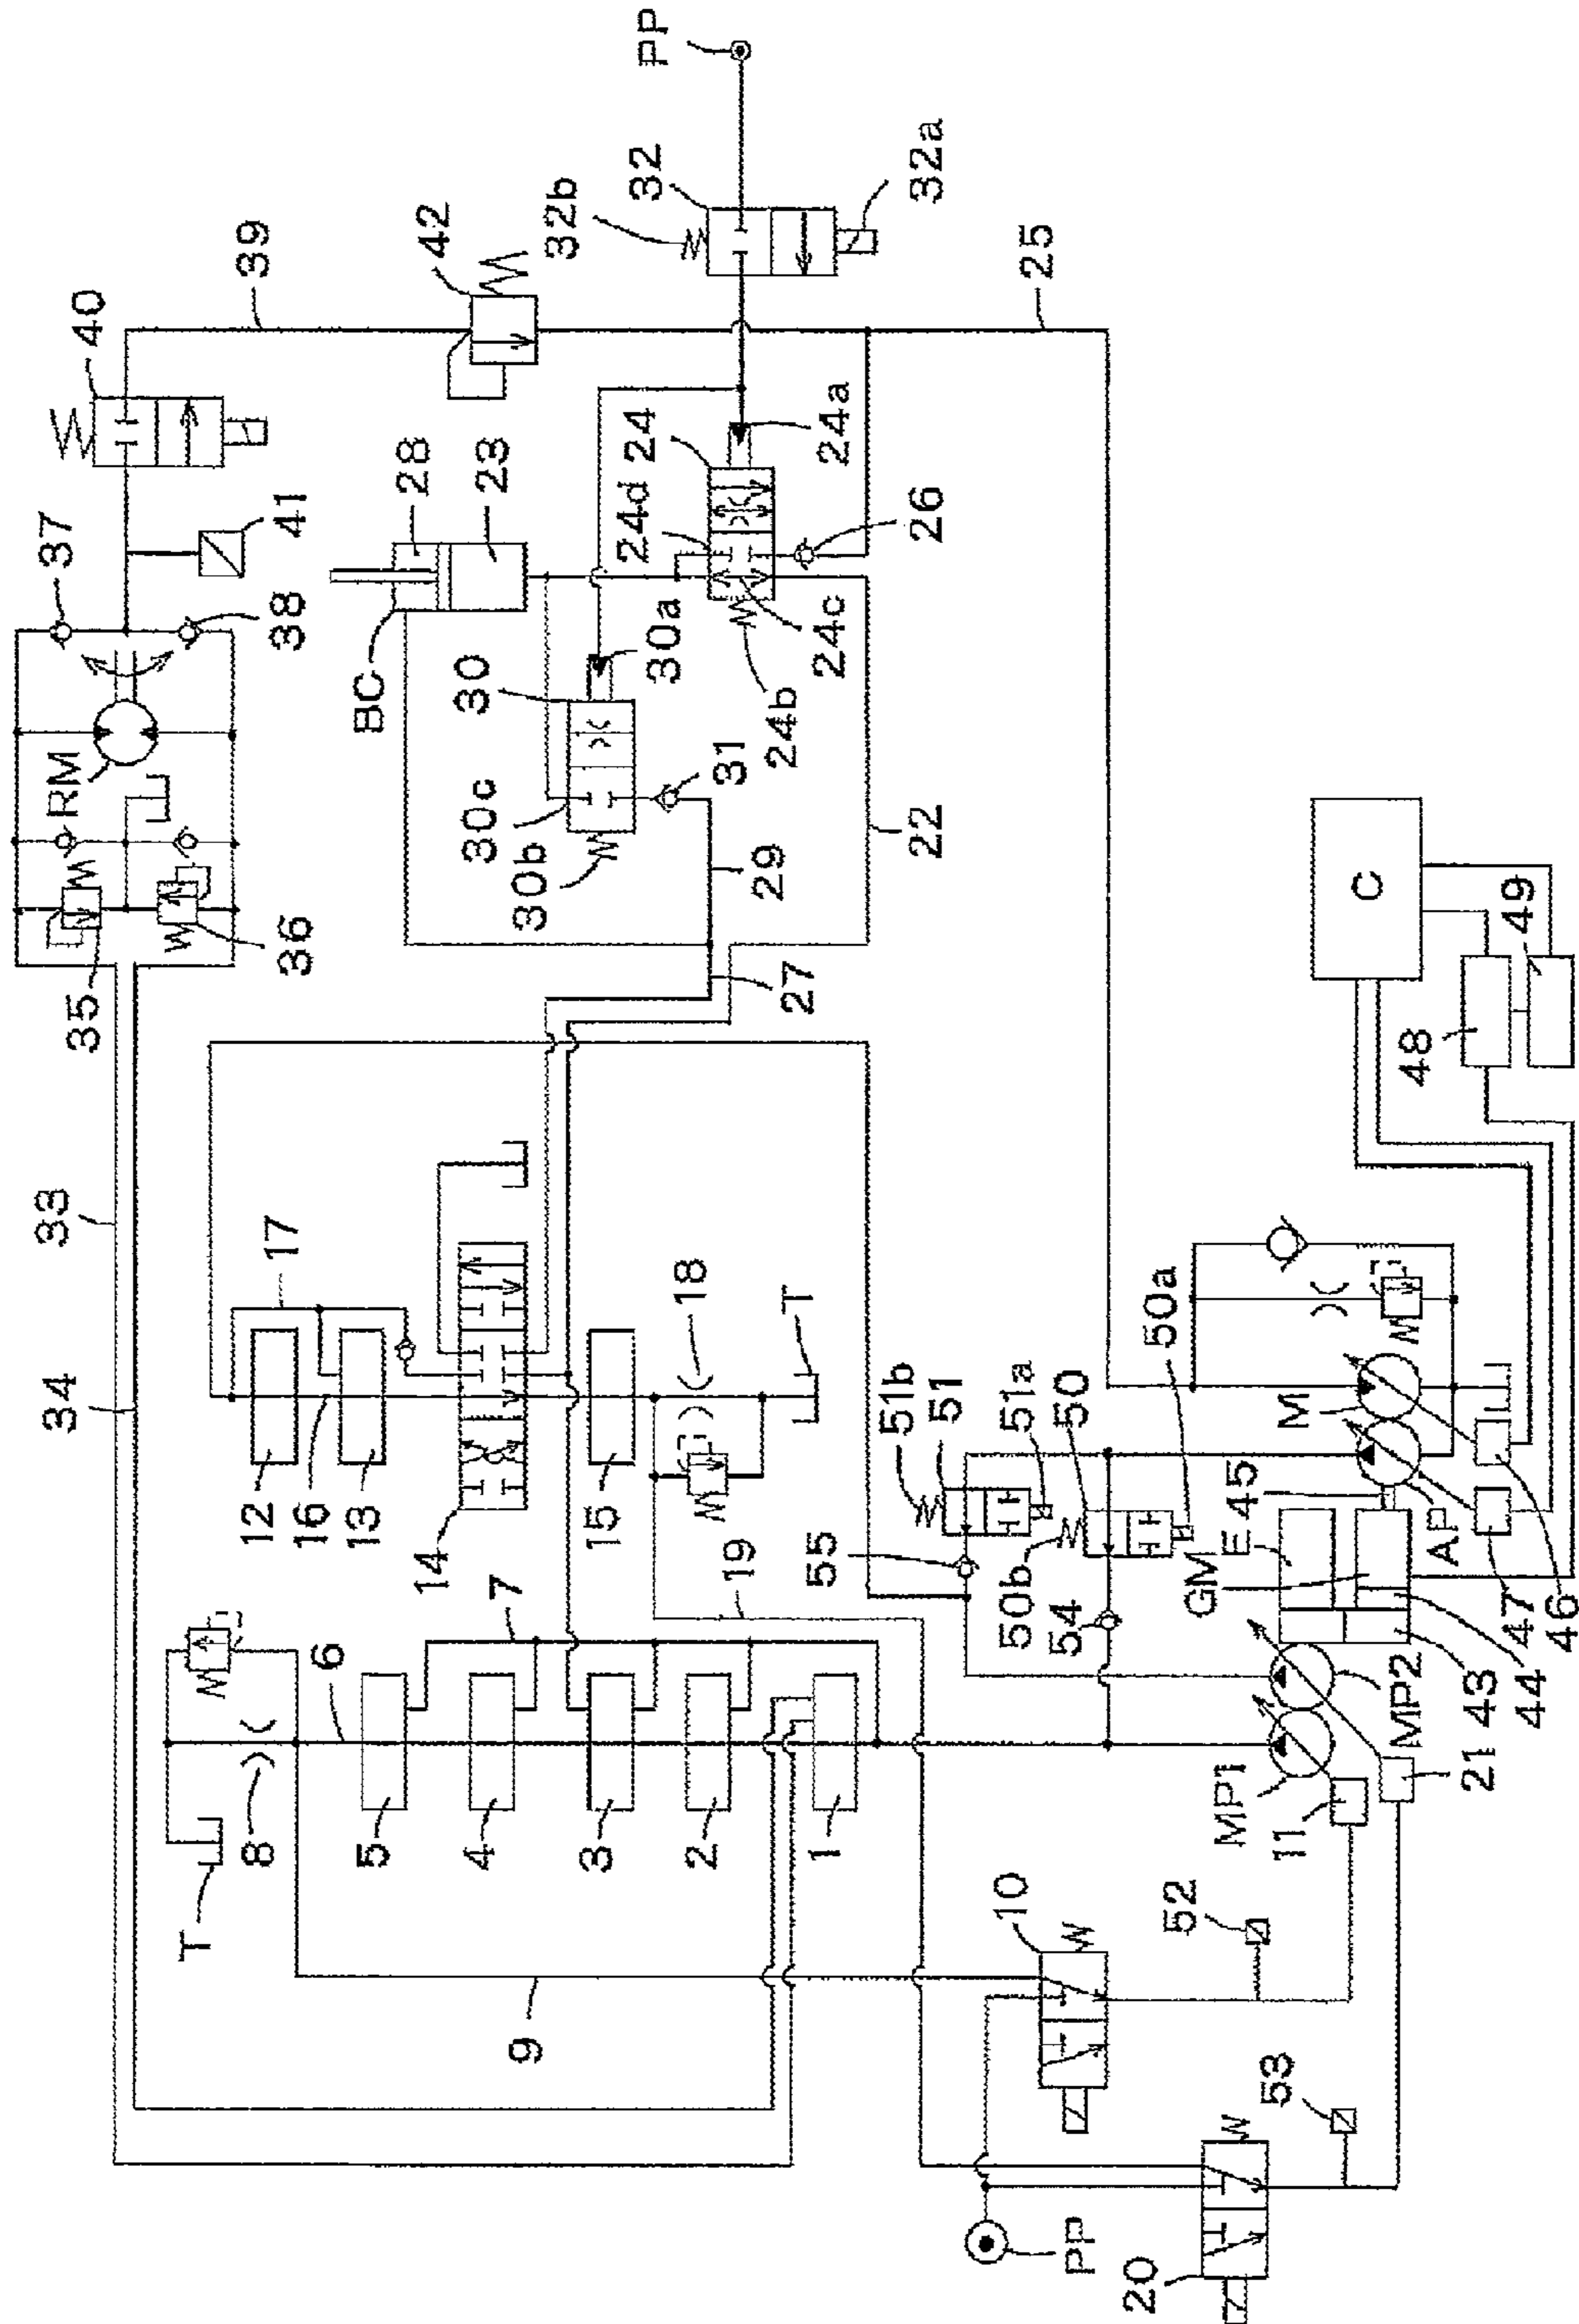 PP
32b
32
32a
39
42
40
25
24a
24
24d
26
28
23
41
37
38
BC
30
30a
24c
24b
31
RM
30c
30b
29
22
36
35
27
C
49
48
33
34
17
18
T
50a
51b
51
51a
50
M
12
16
13
15
14
19
55
50b
54
45
E
GM
AP
47
46
44
43
MP2
21
7
6
8
5
4
3
2
1
MP1
11
T
10
52
9
53
PP
20